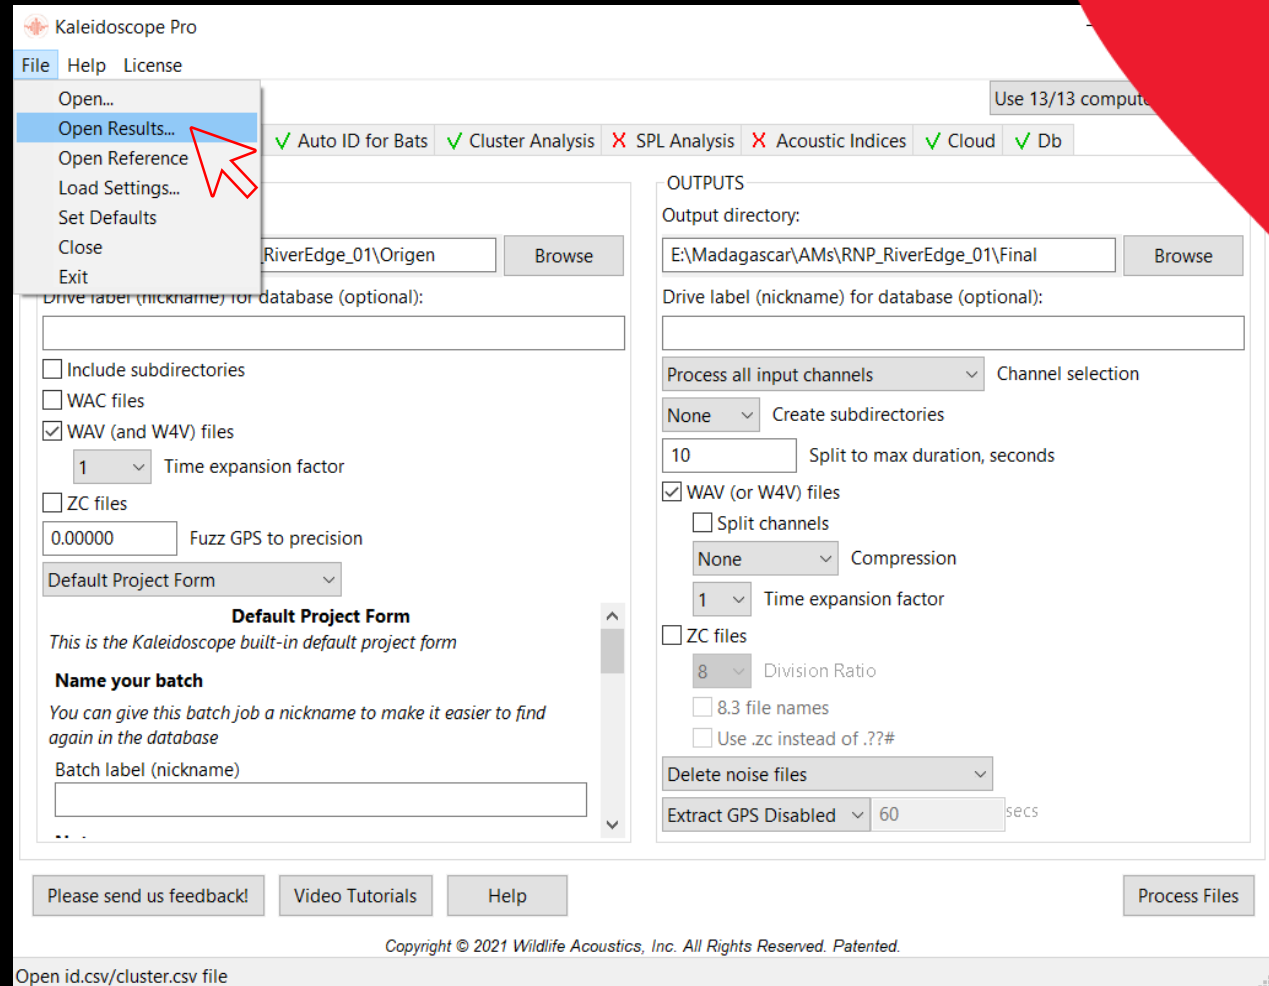 Kaleidoscope Pro
File Help License
Open...
Open Results...
Open Reference
Load Settings...
Set Defaults
Close
Exit
Use 13/13
Auto ID for Bats Cluster Analysis SPL Analysis Acoustic Indices Cloud Db
_RiverEdge_01\Origen Browse
Drive label (nickname) for database (optional):
Include subdirectories
WAC files
WAV (and W4V) files
1 Time expansion factor
ZC files
0.00000 Fuzz GPS to precision
Default Project Form
Default Project Form
This is the Kaleidoscope built-in default project form
Name your batch
You can give this batch job a nickname to make it easier to find
again in the database
Batch label (nickname)
OUTPUTS
Output directory:
E:\Madagascar\AMs\RNP_RiverEdge_01\Final Browse
Drive label (nickname) for database (optional):
Process all input channels Channel selection
None Create subdirectories
10 Split to max duration, seconds
WAV (or W4V) files
Split channels
None Compression
1 Time expansion factor
ZC files
8 Division Ratio
8.3 file names
Use .zc instead of .??#
Delete noise files
Extract GPS Disabled 60 secs
Please send us feedback! Video Tutorials Help Process Files
Copyright © 2021 Wildlife Acoustics, Inc. All Rights Reserved. Patented.
Open id.csv/cluster.csv file